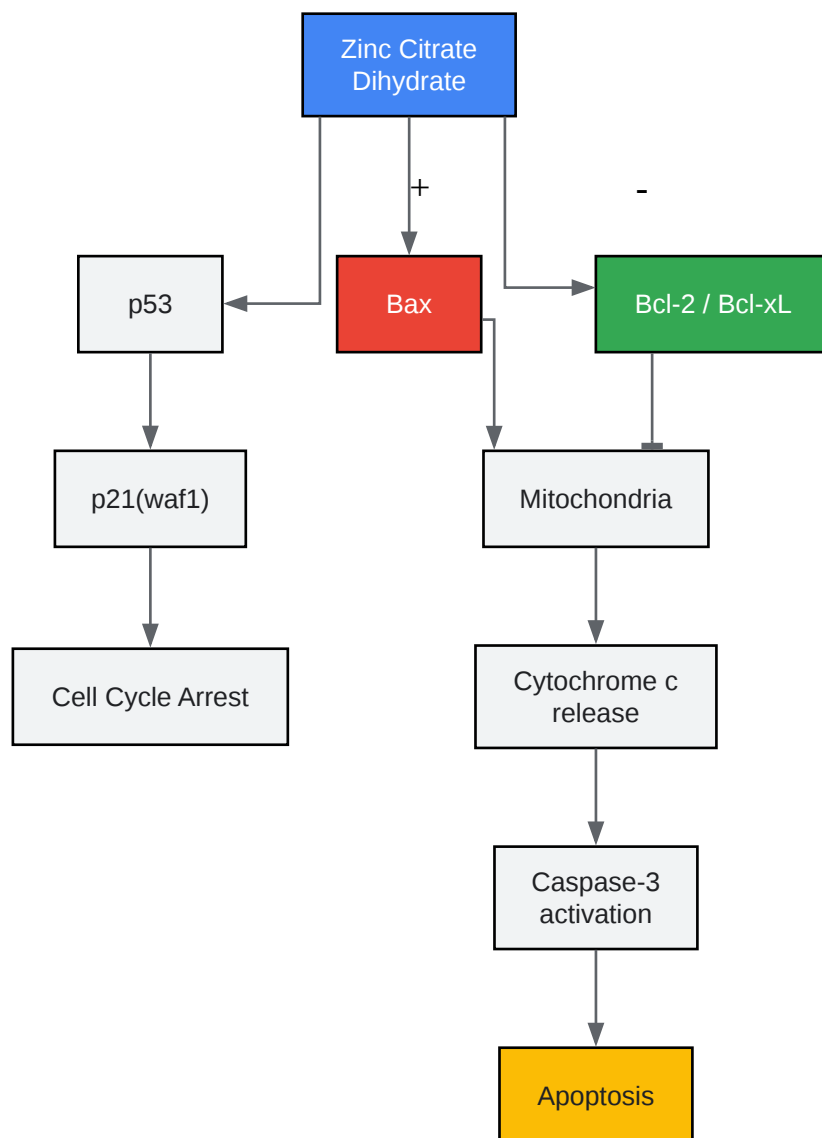 Zinc Citrate
Dihydrate
+
-
p53
Bax
Bcl-2 / Bcl-xL
p21(waf1)
Mitochondria
Cell Cycle Arrest
Cytochrome c
release
Caspase-3
activation
Apoptosis